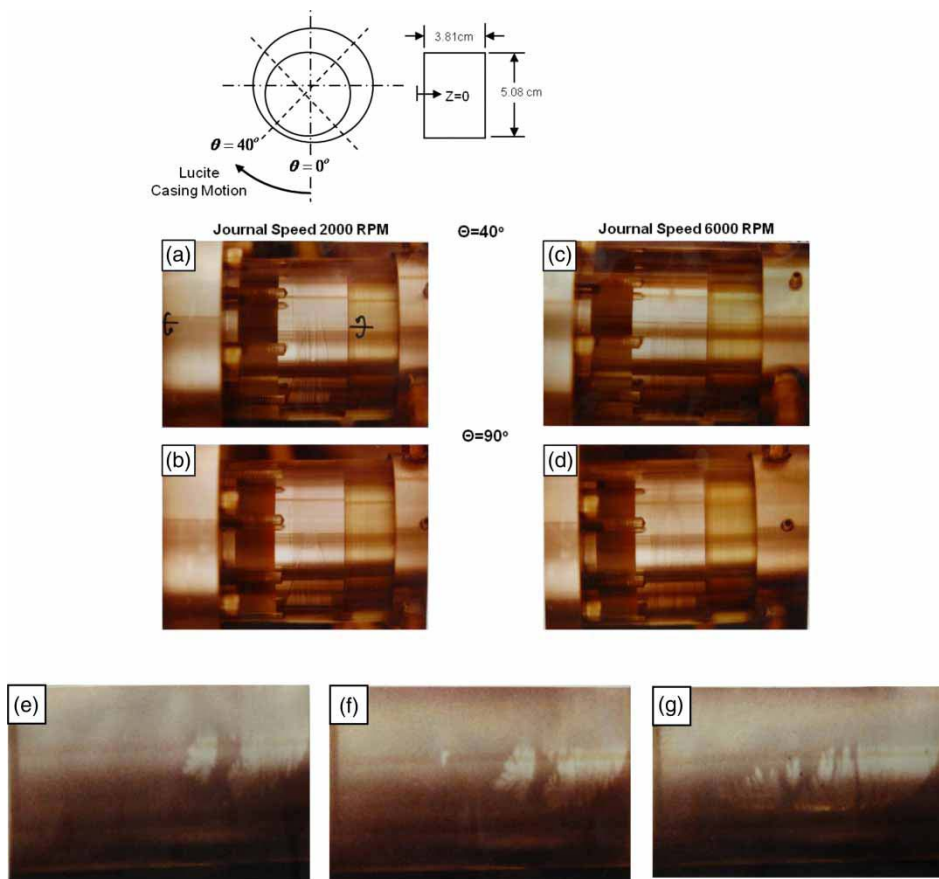 3.81cm
Z=0
5.08 cm
θ = 40°
θ = 0°
Lucite
Casing Motion
Journal Speed 2000 RPM
Θ=40°
Journal Speed 6000 RPM
(a)
(c)
Θ=90°
(b)
(d)
(e)
(f)
(g)